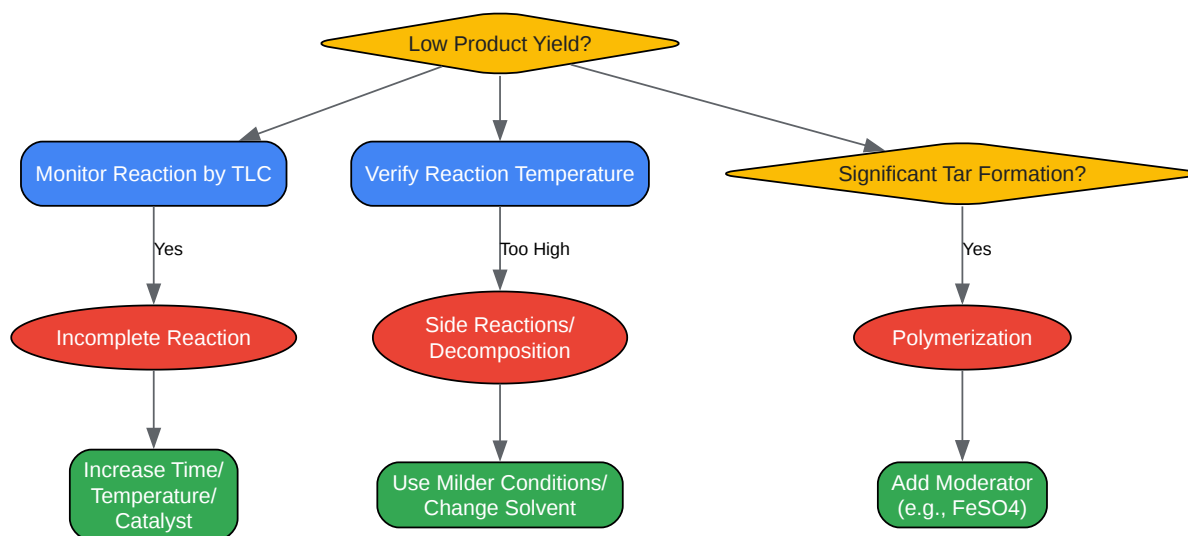 Low Product Yield?
Monitor Reaction by TLC
Verify Reaction Temperature
Significant Tar Formation?
Yes
Too High
Yes
Incomplete Reaction
Side Reactions/
Decomposition
Polymerization
Increase Time/
Temperature/
Catalyst
Use Milder Conditions/
Change Solvent
Add Moderator
(e.g., FeSO4)